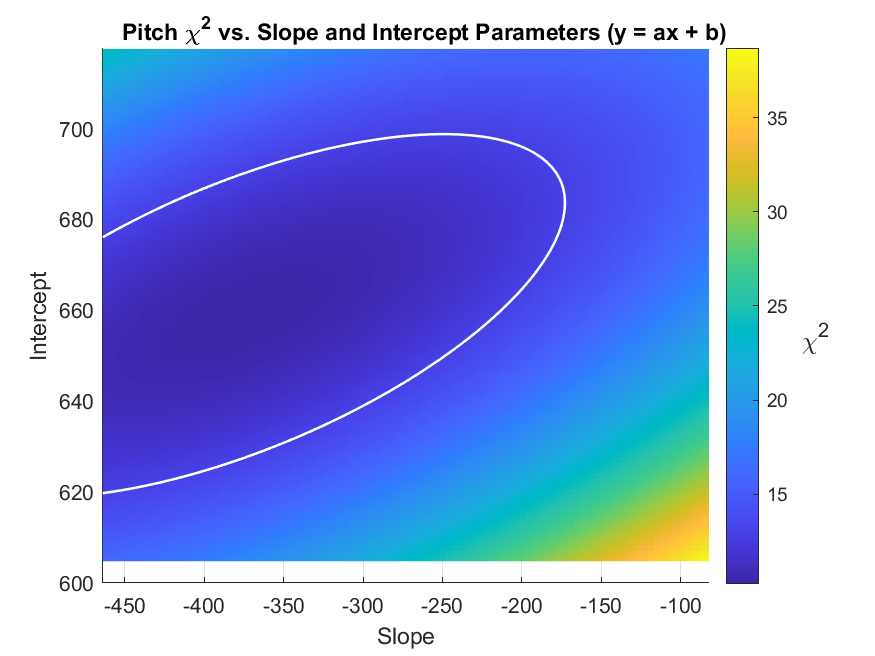 Pitch χ² vs. Slope and Intercept Parameters (y = ax + b)
700
680
660
640
620
600
Intercept
-450 -400 -350 -300 -250 -200 -150 -100
Slope
35
30
25
20
15
χ²